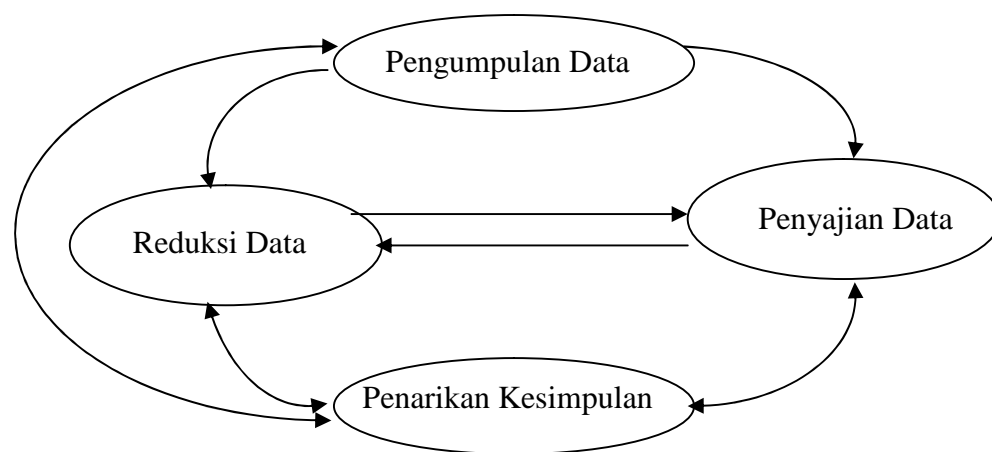 Pengumpulan Data
Penyajian Data
Reduksi Data
Penarikan Kesimpulan